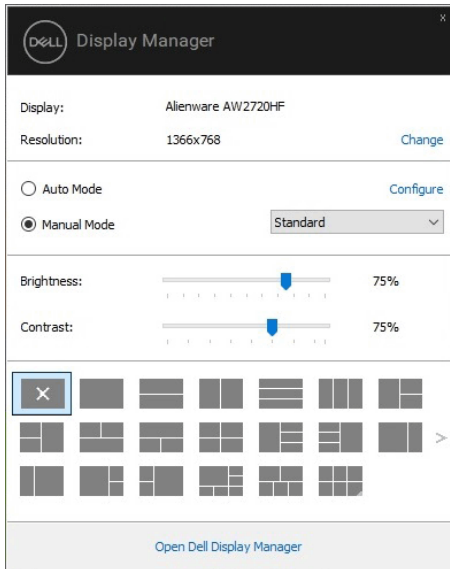 x
DELL Display Manager
Display: Alienware AW2720HF
Resolution: 1366x768 Change
Auto Mode Configure
Manual Mode Standard
Brightness: 75%
Contrast: 75%
Open Dell Display Manager